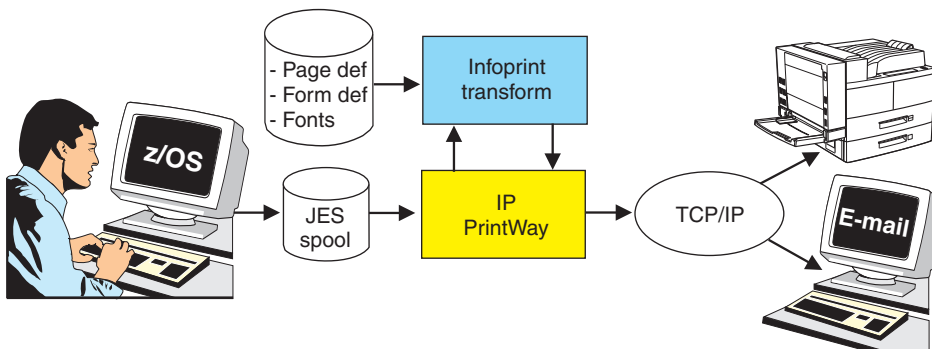 - Page def
- Form def
- Fonts
Infoprint
transform
z/OS
JES
spool
IP
PrintWay
TCP/IP
E-mail